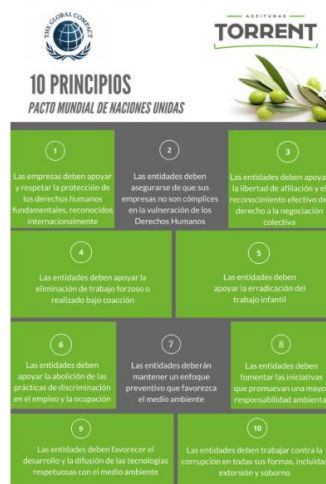 THE GLOBAL COMPACT
ACEITUNAS
TORRENT
10 PRINCIPIOS
PACTO MUNDIAL DE NACIONES UNIDAS
1
Las empresas deben apoyar
y respetar la protección de
los derechos humanos
fundamentales, reconocidos
internacionalmente
2
Las entidades deben
asegurarse de que sus
empresas no son cómplices
en la vulneración de los
Derechos Humanos
3
Las entidades deben apoyar
la libertad de afiliación y el
reconocimiento efectivo del
derecho a la negociación
colectiva
4
Las entidades deben apoyar la
eliminación de trabajo forzoso o
realizado bajo coacción
5
Las entidades deben
apoyar la erradicación del
trabajo infantil
6
Las entidades deben
apoyar la abolición de las
prácticas de discriminación
en el empleo y la ocupación
7
Las entidades deberán
mantener un enfoque
preventivo que favorezca
el medio ambiente
8
Las entidades deben
fomentar las iniciativas
que promuevan una mayor
responsabilidad ambiental
9
Las entidades deben favorecer el
desarrollo y la difusión de las tecnologías
respetuosas con el medio ambiente
10
Las entidades deben trabajar contra la
corrupción en todas sus formas, incluidas
extorsión y soborno